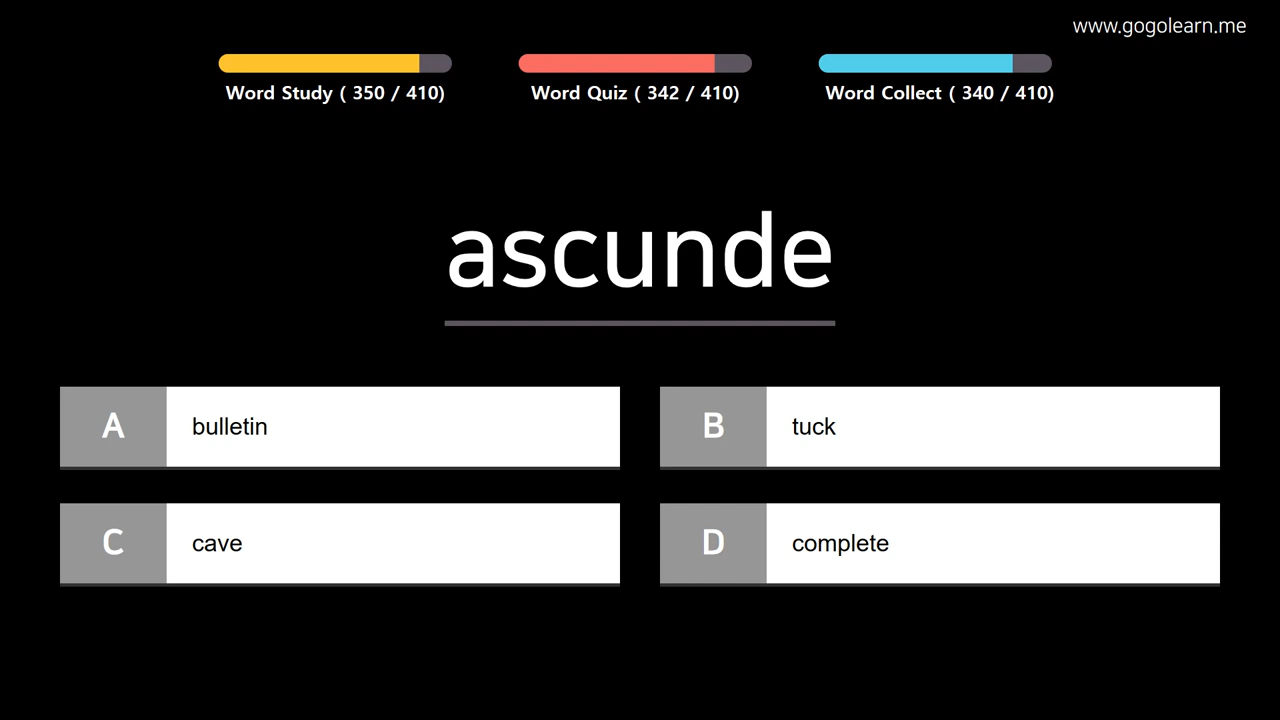 www.gogolearn.me
Word Study ( 350 / 410)
Word Quiz ( 342 / 410)
Word Collect ( 340 / 410)
ascunde
A bulletin
B tuck
C cave
D complete